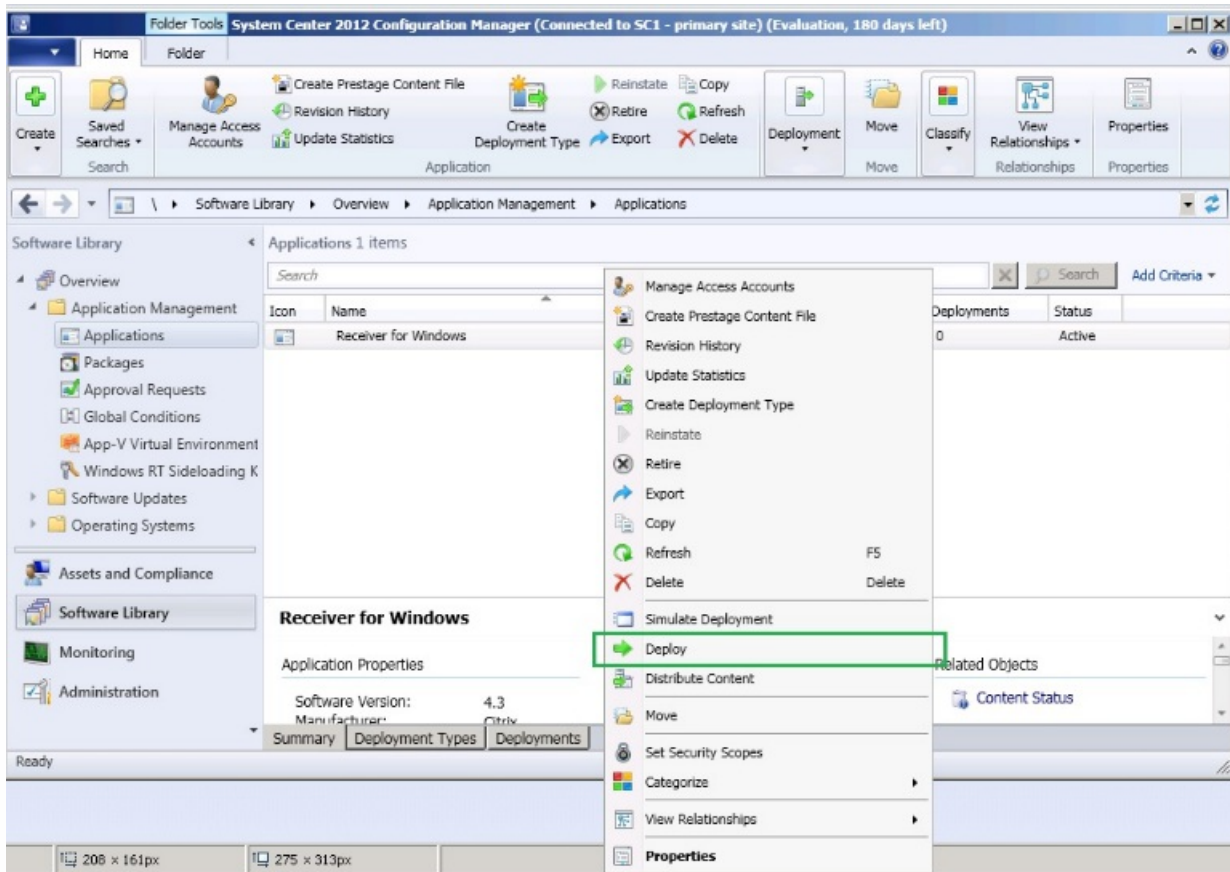 Folder Tools System Center 2012 Configuration Manager (Connected to SC1 - primary site) (Evaluation, 180 days left)
Home Folder
Create
Saved Searches
Search
Manage Access Accounts
Create Prestage Content File
Revision History
Update Statistics
Create Deployment Type
Reinstate
Retire
Export
Copy
Refresh
Delete
Application
Deployment
Move
Move
Classify
View Relationships
Relationships
Properties
Properties
\ Software Library Overview Application Management Applications
Software Library
Overview
Application Management
Applications
Packages
Approval Requests
Global Conditions
App-V Virtual Environment
Windows RT Sideloading K
Software Updates
Operating Systems
Assets and Compliance
Software Library
Monitoring
Administration
Applications 1 items
Search
Search Add Criteria
Icon Name Deployments Status
Receiver for Windows 0 Active
Manage Access Accounts
Create Prestage Content File
Revision History
Update Statistics
Create Deployment Type
Reinstate
Retire
Export
Copy
Refresh F5
Delete Delete
Simulate Deployment
Deploy
Distribute Content
Move
Set Security Scopes
Categorize
View Relationships
Properties
Receiver for Windows
Application Properties
Software Version: 4.3
Manufacturer: Citrix
Related Objects
Content Status
Summary Deployment Types Deployments
Ready
208 × 161px 275 × 313px